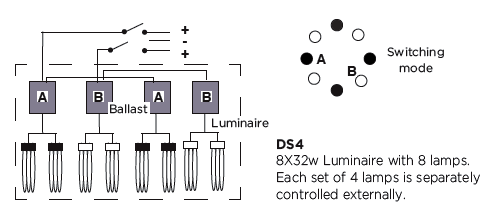 +
-
+
A
B
A
B
Ballast
Luminaire
A
B
Switching
mode
DS4
8X32w Luminaire with 8 lamps.
Each set of 4 lamps is separately
controlled externally.